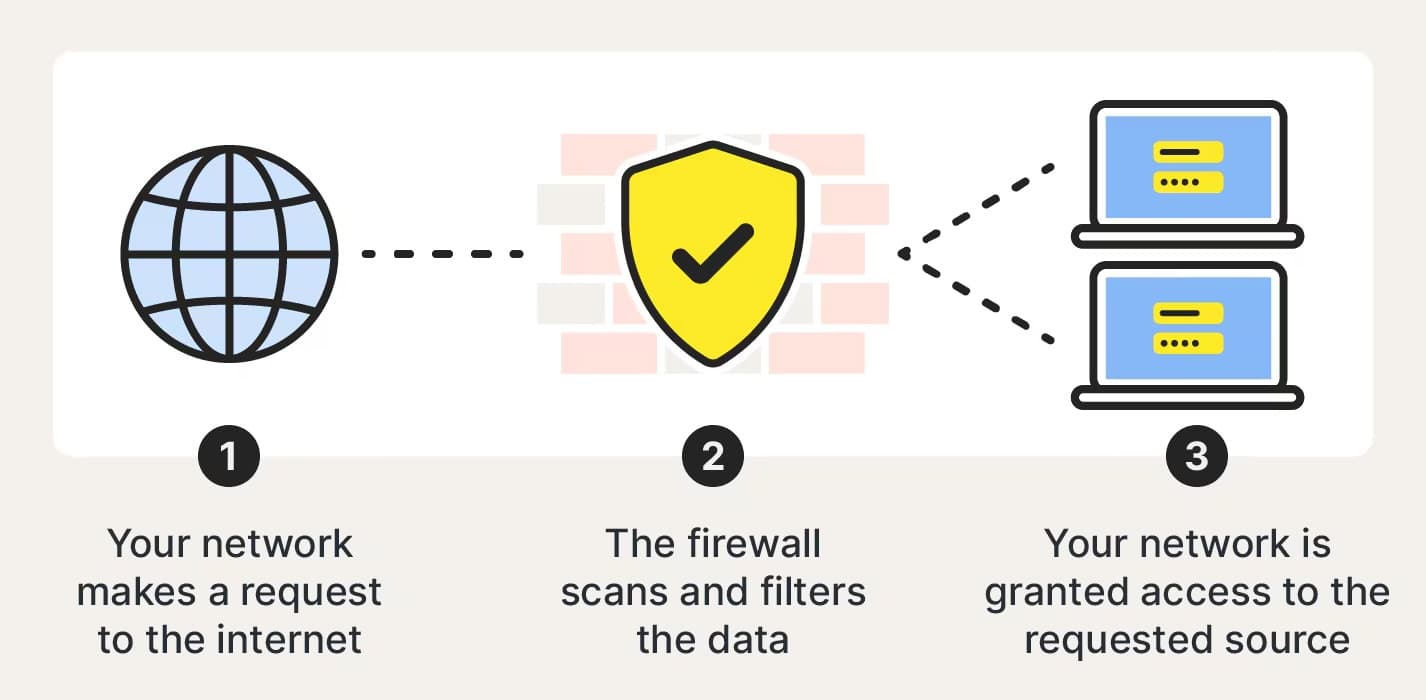 1
Your network
makes a request
to the internet
2
The firewall
scans and filters
the data
3
Your network is
granted access to the
requested source